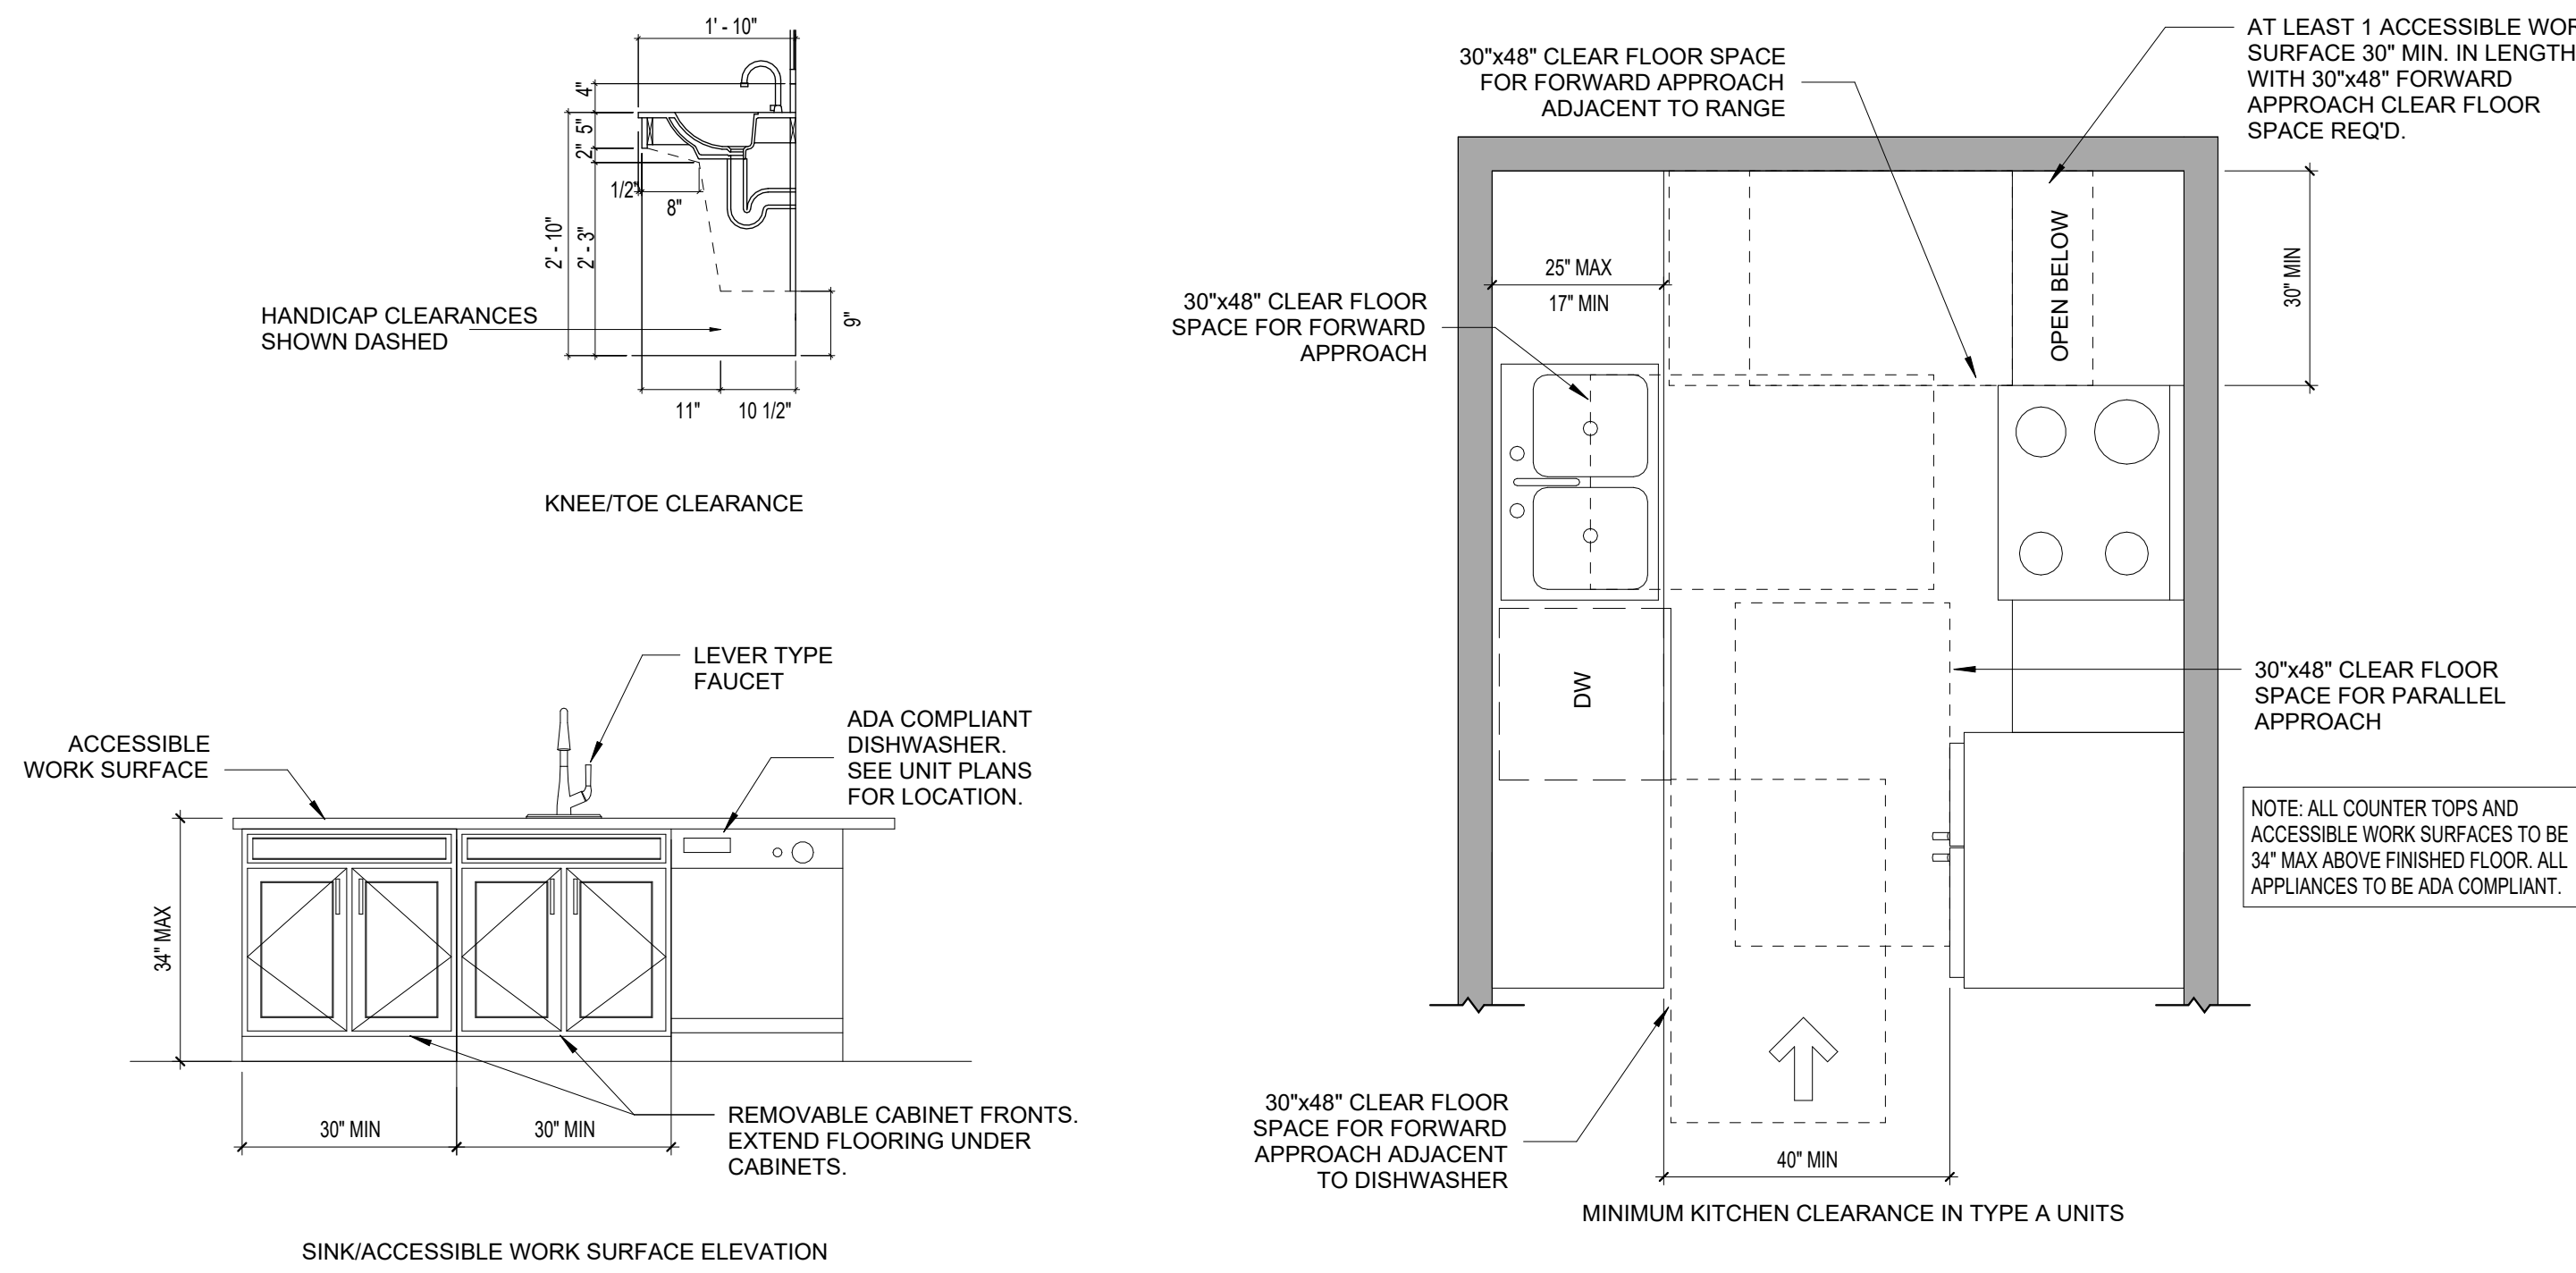 1' - 10"
4"
5"
2"
1/2"
8"
2' - 10"
2' - 3"
9"
HANDICAP CLEARANCES
SHOWN DASHED
11"
10 1/2"
KNEE/TOE CLEARANCE
LEVER TYPE
FAUCET
ADA COMPLIANT
DISHWASHER.
SEE UNIT PLANS
FOR LOCATION.
ACCESSIBLE
WORK SURFACE
34" MAX
30" MIN
30" MIN
REMOVABLE CABINET FRONTS.
EXTEND FLOORING UNDER
CABINETS.
SINK/ACCESSIBLE WORK SURFACE ELEVATION
30"x48" CLEAR FLOOR SPACE
FOR FORWARD APPROACH
ADJACENT TO RANGE
AT LEAST 1 ACCESSIBLE WOR
SURFACE 30" MIN. IN LENGTH
WITH 30"x48" FORWARD
APPROACH CLEAR FLOOR
SPACE REQ'D.
25" MAX
17" MIN
OPEN BELOW
30" MIN
30"x48" CLEAR FLOOR
SPACE FOR FORWARD
APPROACH
DW
30"x48" CLEAR FLOOR
SPACE FOR PARALLEL
APPROACH
NOTE: ALL COUNTER TOPS AND
ACCESSIBLE WORK SURFACES TO BE
34" MAX ABOVE FINISHED FLOOR. ALL
APPLIANCES TO BE ADA COMPLIANT.
30"x48" CLEAR FLOOR
SPACE FOR FORWARD
APPROACH ADJACENT
TO DISHWASHER
40" MIN
MINIMUM KITCHEN CLEARANCE IN TYPE A UNITS